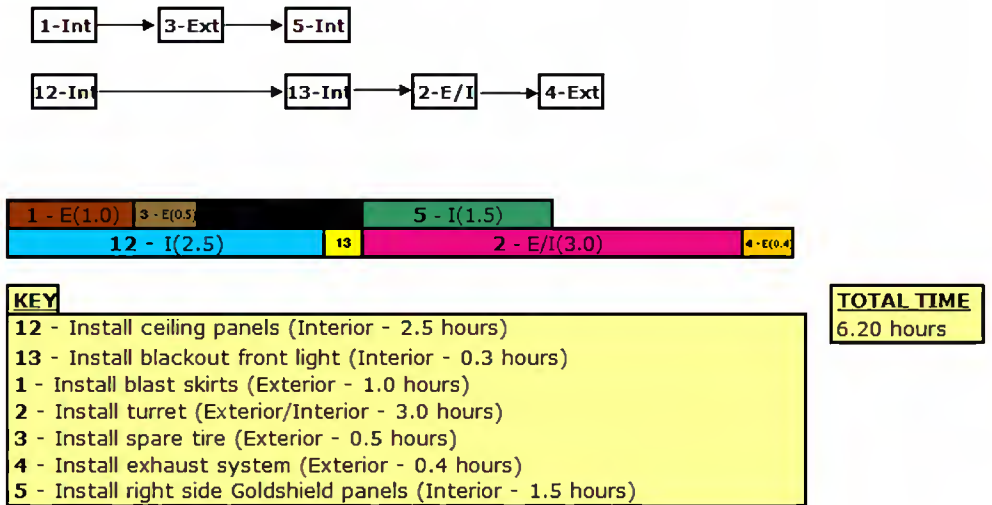 1-Int 3-Ext 5-Int
12-Int 13-Int 2-E/I 4-Ext
1 - E(1.0) 3 - E(0.5) 5 - I(1.5)
12 - I(2.5) 13 2 - E/I(3.0) 4 - E(0.4)
KEY
12 - Install ceiling panels (Interior - 2.5 hours)
13 - Install blackout front light (Interior - 0.3 hours)
1 - Install blast skirts (Exterior - 1.0 hours)
2 - Install turret (Exterior/Interior - 3.0 hours)
3 - Install spare tire (Exterior - 0.5 hours)
4 - Install exhaust system (Exterior - 0.4 hours)
5 - Install right side Goldshield panels (Interior - 1.5 hours)
TOTAL TIME
6.20 hours